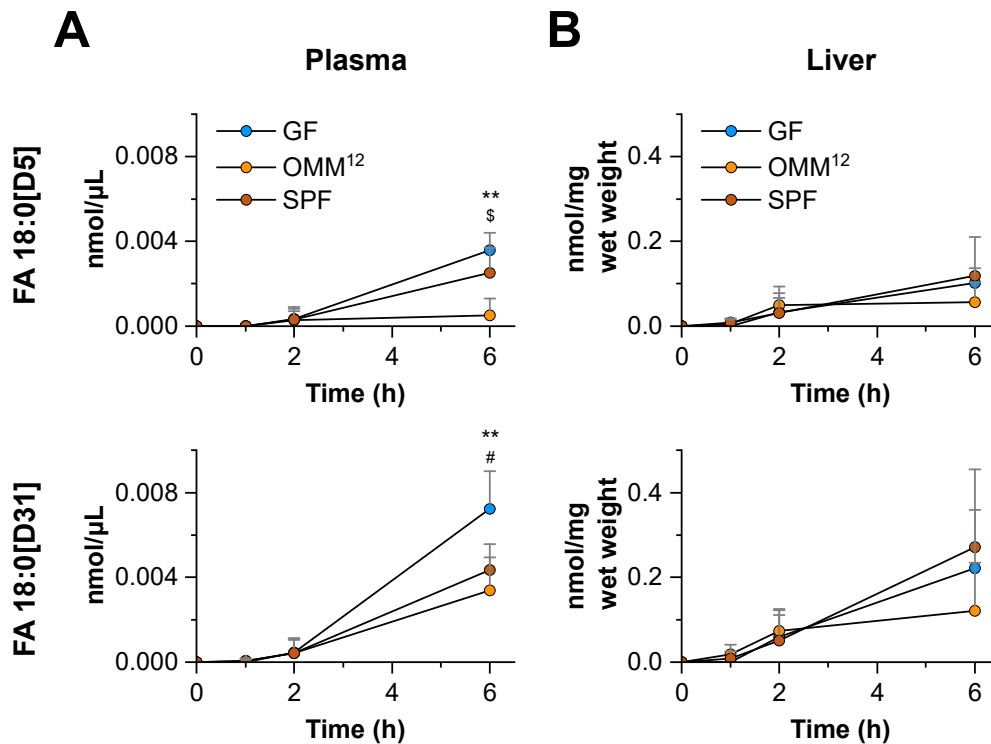 A
B
Plasma
Liver
FA 18:0[D5]
nmol/µL
0.008
0.004
0.000
GF
OMM¹²
SPF
**
$
0
2
4
6
Time (h)
nmol/mg
wet weight
0.4
0.2
0.0
GF
OMM¹²
SPF
0
2
4
6
Time (h)
FA 18:0[D31]
nmol/µL
0.008
0.004
0.000
**
#
0
2
4
6
Time (h)
nmol/mg
wet weight
0.4
0.2
0.0
0
2
4
6
Time (h)